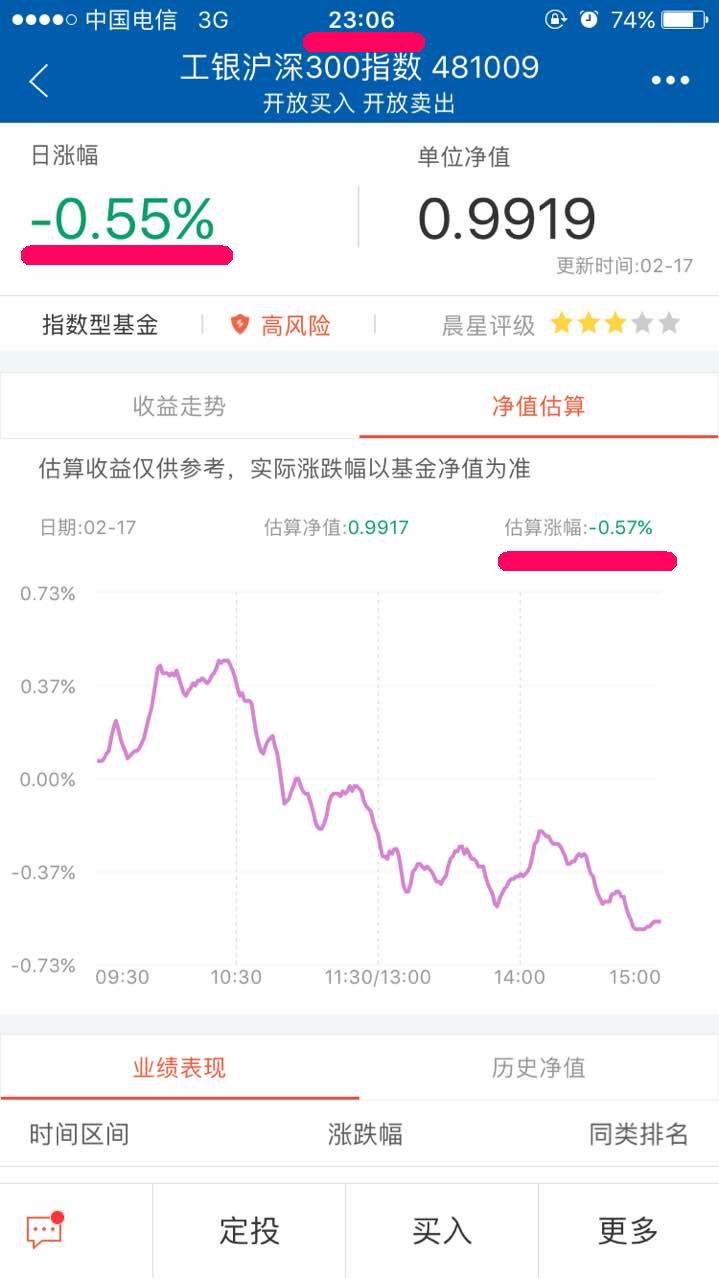 中国电信 3G 23:06 74%
工银沪深300指数 481009
开放买入 开放卖出
日涨幅 单位净值
-0.55% 0.9919
更新时间:02-17
指数型基金 高风险 晨星评级
收益走势 净值估算
估算收益仅供参考，实际涨跌幅以基金净值为准
日期:02-17 估算净值:0.9917 估算涨幅:-0.57%
0.73%
0.37%
0.00%
-0.37%
-0.73%
09:30 10:30 11:30/13:00 14:00 15:00
业绩表现 历史净值
时间区间 涨跌幅 同类排名
定投 买入 更多